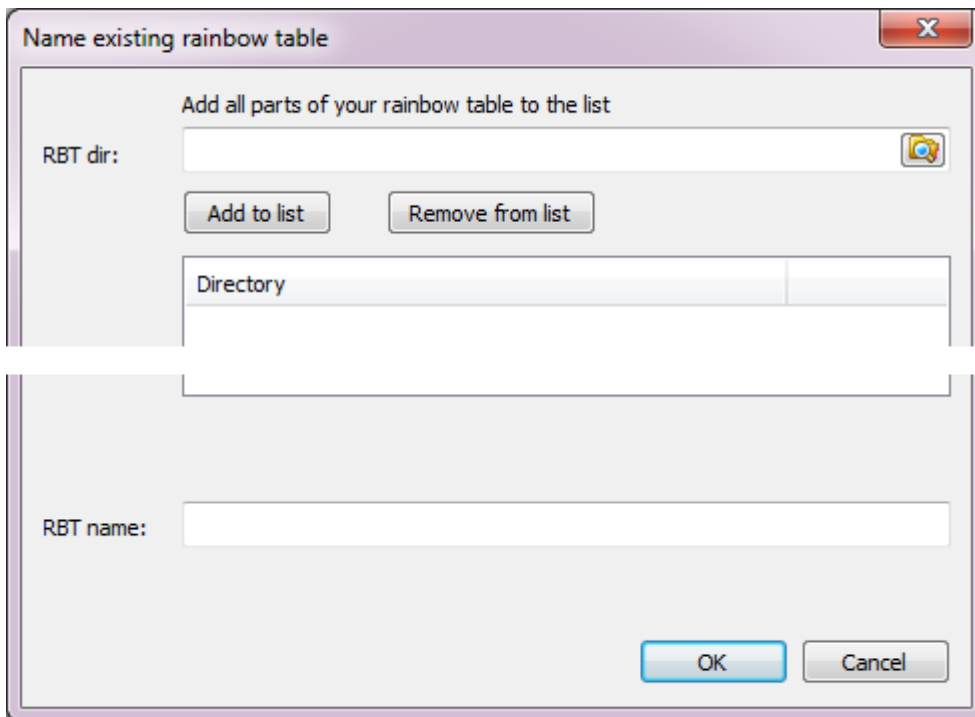 Name existing rainbow table
Add all parts of your rainbow table to the list
RBT dir:
Add to list
Remove from list
Directory
RBT name:
OK
Cancel